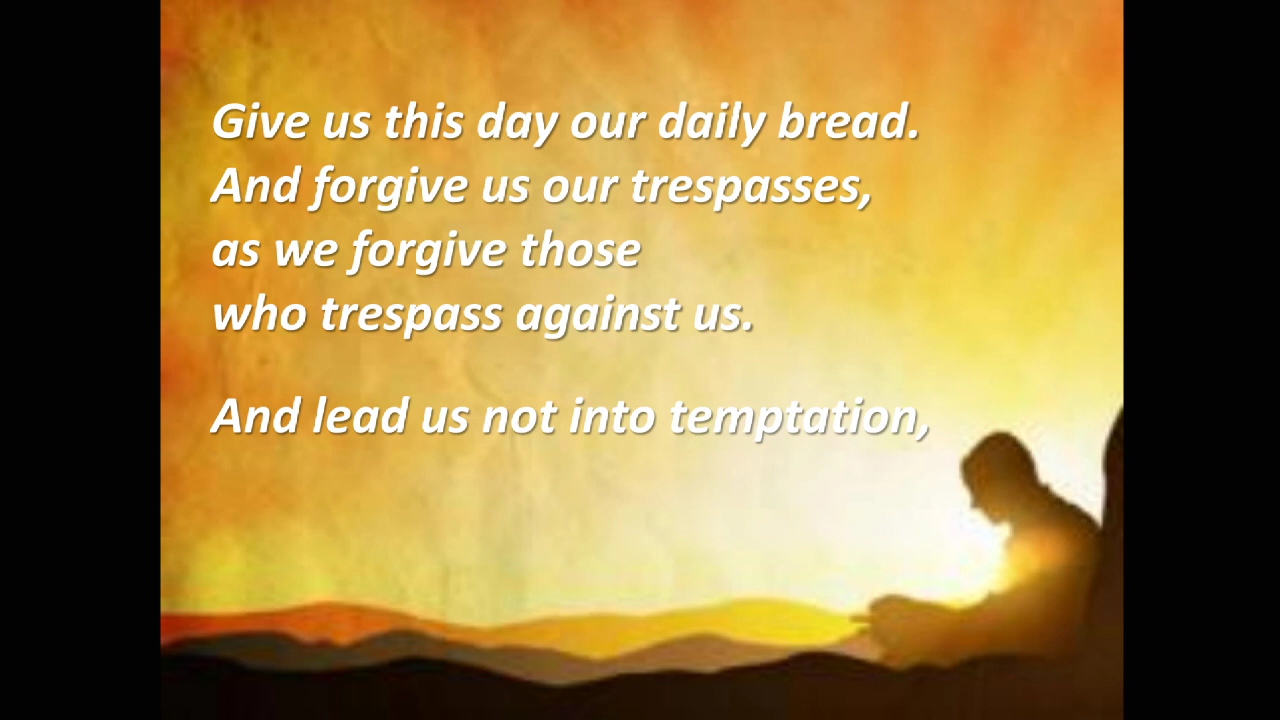 Give us this day our daily bread.
And forgive us our trespasses,
as we forgive those
who trespass against us.
And lead us not into temptation,